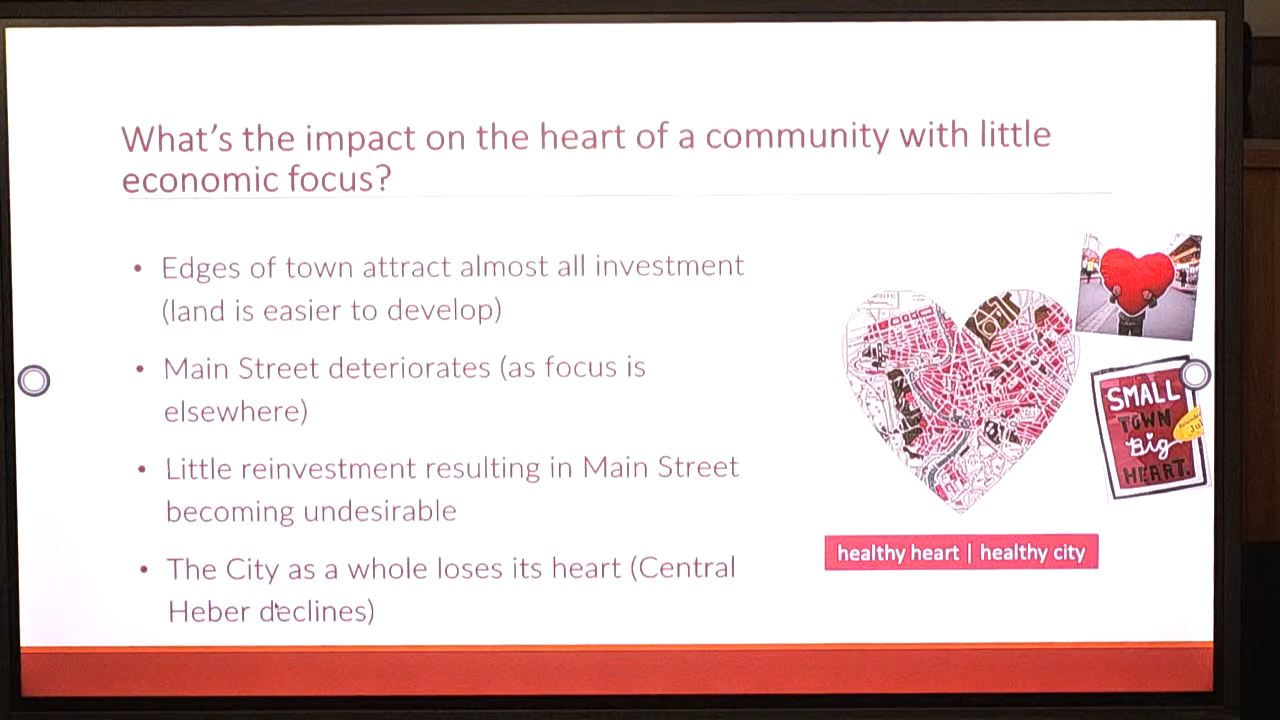 What's the impact on the heart of a community with little
economic focus?
• Edges of town attract almost all investment
(land is easier to develop)
• Main Street deteriorates (as focus is
elsewhere)
• Little reinvestment resulting in Main Street
becoming undesirable
• The City as a whole loses its heart (Central
Heber declines)
SMALL
TOWN
Big
HEART.
healthy heart | healthy city